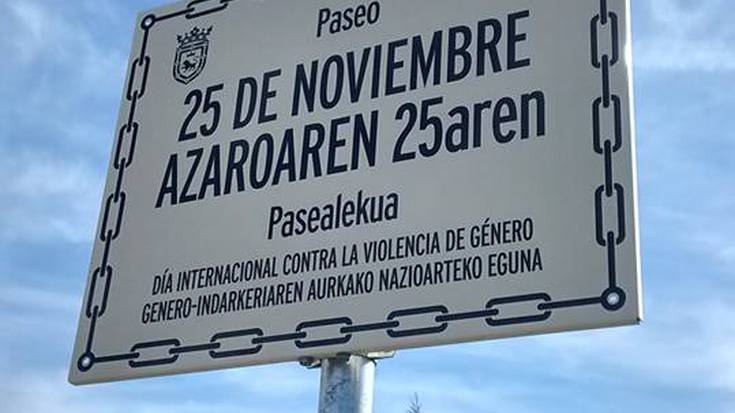 Paseo
25 DE NOVIEMBRE
AZAROAREN 25aren
Pasealekua
DÍA INTERNACIONAL CONTRA LA VIOLENCIA DE GÉNERO
GENERO-INDARKERIAREN AURKAKO NAZIOARTEKO EGUNA